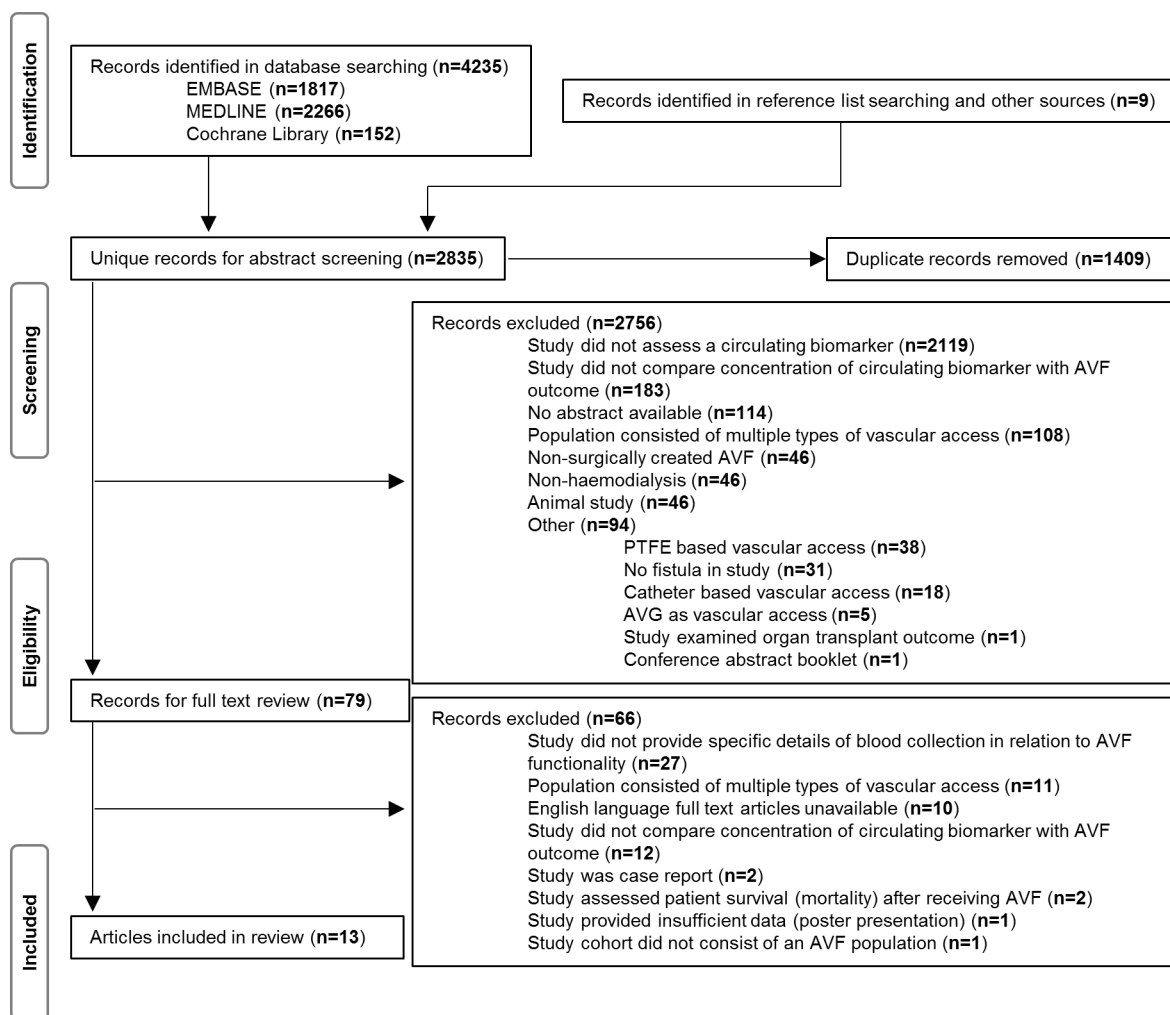 Identification
Records identified in database searching (n=4235)
EMBASE (n=1817)
MEDLINE (n=2266)
Cochrane Library (n=152)
Records identified in reference list searching and other sources (n=9)
Unique records for abstract screening (n=2835)
Duplicate records removed (n=1409)
Screening
Records excluded (n=2756)
Study did not assess a circulating biomarker (n=2119)
Study did not compare concentration of circulating biomarker with AVF
outcome (n=183)
No abstract available (n=114)
Population consisted of multiple types of vascular access (n=108)
Non-surgically created AVF (n=46)
Non-haemodialysis (n=46)
Animal study (n=46)
Other (n=94)
PTFE based vascular access (n=38)
No fistula in study (n=31)
Catheter based vascular access (n=18)
AVG as vascular access (n=5)
Study examined organ transplant outcome (n=1)
Conference abstract booklet (n=1)
Eligibility
Records for full text review (n=79)
Records excluded (n=66)
Study did not provide specific details of blood collection in relation to AVF
functionality (n=27)
Population consisted of multiple types of vascular access (n=11)
English language full text articles unavailable (n=10)
Study did not compare concentration of circulating biomarker with AVF
outcome (n=12)
Study was case report (n=2)
Study assessed patient survival (mortality) after receiving AVF (n=2)
Study provided insufficient data (poster presentation) (n=1)
Study cohort did not consist of an AVF population (n=1)
Included
Articles included in review (n=13)